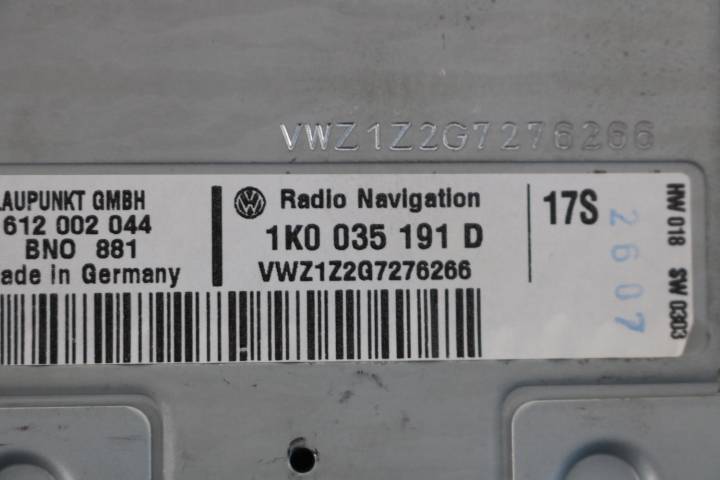 VWZ1Z2G7276266
LAUPUNKT GMBH
612 002 044
BNO 881
ade in Germany
Radio Navigation
1K0 035 191 D
VWZ1Z2G7276266
17S
2607
HW 018 SW 0303